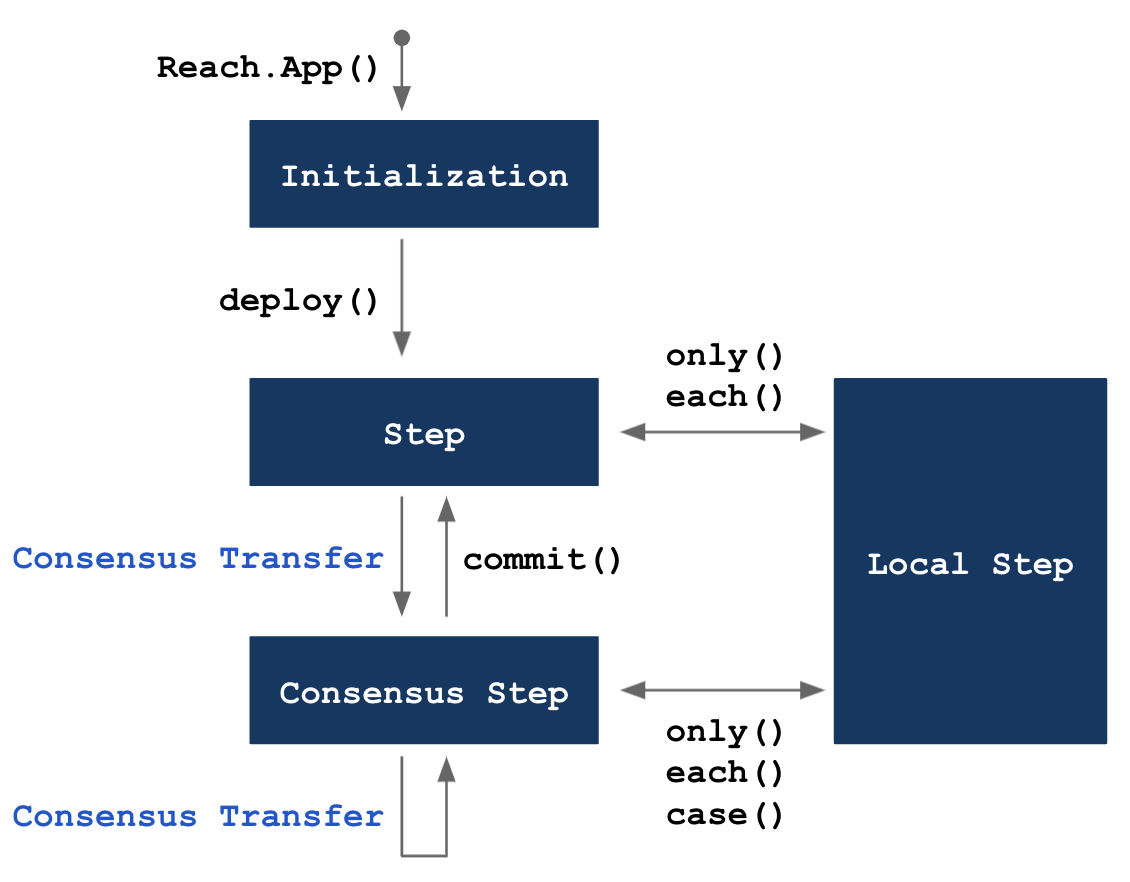 Reach.App()
Initialization
deploy()
only()
each()
Step
Local Step
Consensus Transfer
commit()
Consensus Step
only()
each()
case()
Consensus Transfer